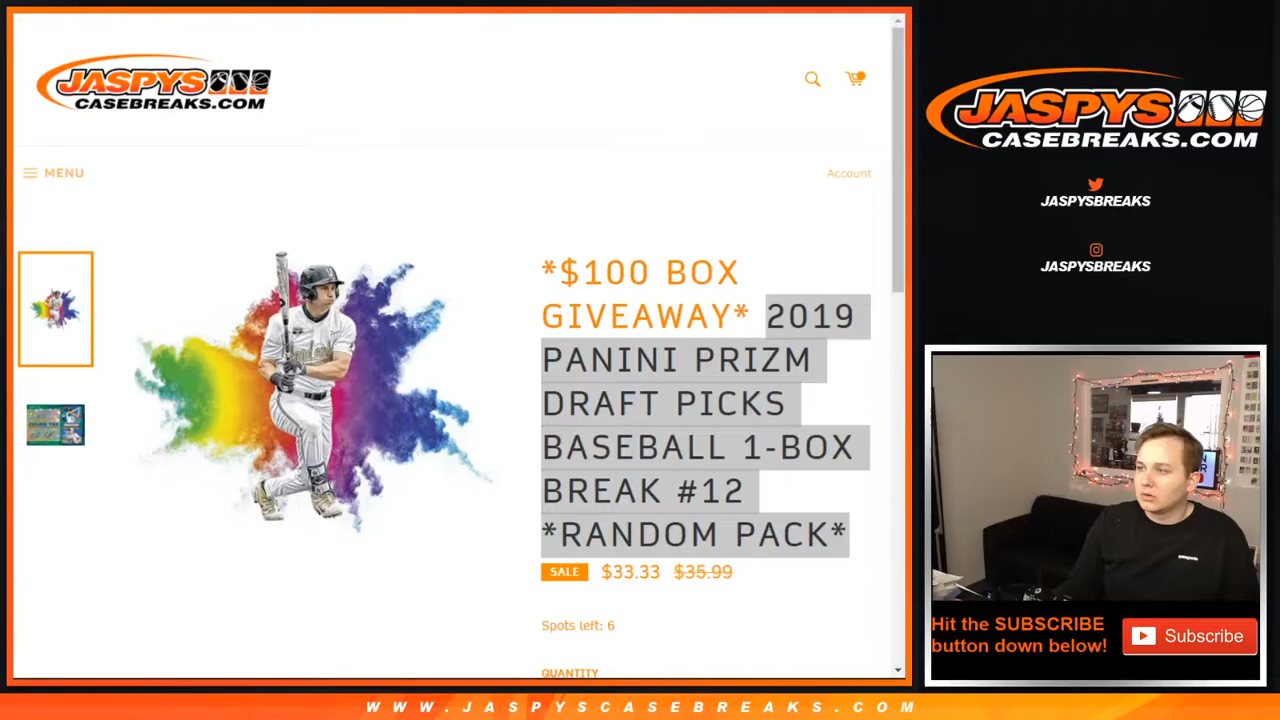 JASPYS
CASEBREAKS.COM
MENU
Account
*$100 BOX
GIVEAWAY* 2019
PANINI PRIZM
DRAFT PICKS
BASEBALL 1-BOX
BREAK #12
*RANDOM PACK*
SALE $33.33 $35.99
Spots left: 6
QUANTITY
JASPYS
CASEBREAKS.COM
JASPYSBREAKS
JASPYSBREAKS
Hit the SUBSCRIBE
button down below!
Subscribe
WWW.JASPYSCASEBREAKS.COM